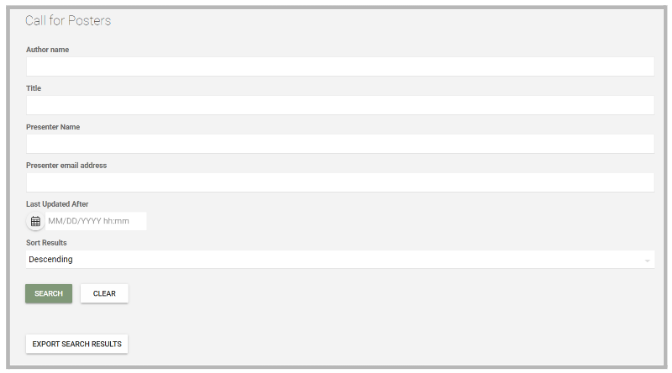 Call for Posters
Author name
Title
Presenter Name
Presenter email address
Last Updated After
MM/DD/YYYY hh:mm
Sort Results
Descending
SEARCH CLEAR
EXPORT SEARCH RESULTS